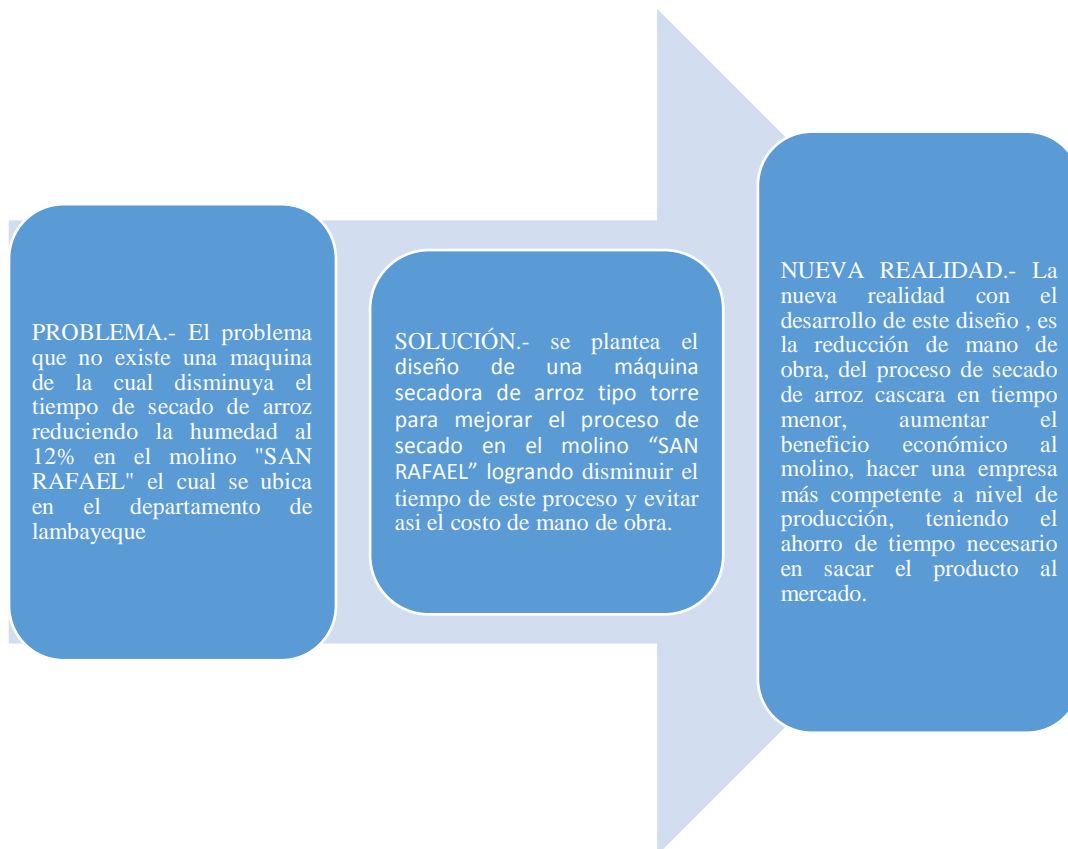 PROBLEMA.- El problema
que no existe una maquina
de la cual disminuya el
tiempo de secado de arroz
reduciendo la humedad al
12% en el molino "SAN
RAFAEL" el cual se ubica
en el departamento de
lambayeque
SOLUCIÓN.- se plantea el
diseño de una máquina
secadora de arroz tipo torre
para mejorar el proceso de
secado en el molino “SAN
RAFAEL” logrando disminuir el
tiempo de este proceso y evitar
asi el costo de mano de obra.
NUEVA REALIDAD.- La
nueva realidad con el
desarrollo de este diseño , es
la reducción de mano de
obra, del proceso de secado
de arroz cascara en tiempo
menor, aumentar el
beneficio económico al
molino, hacer una empresa
más competente a nivel de
producción, teniendo el
ahorro de tiempo necesario
en sacar el producto al
mercado.